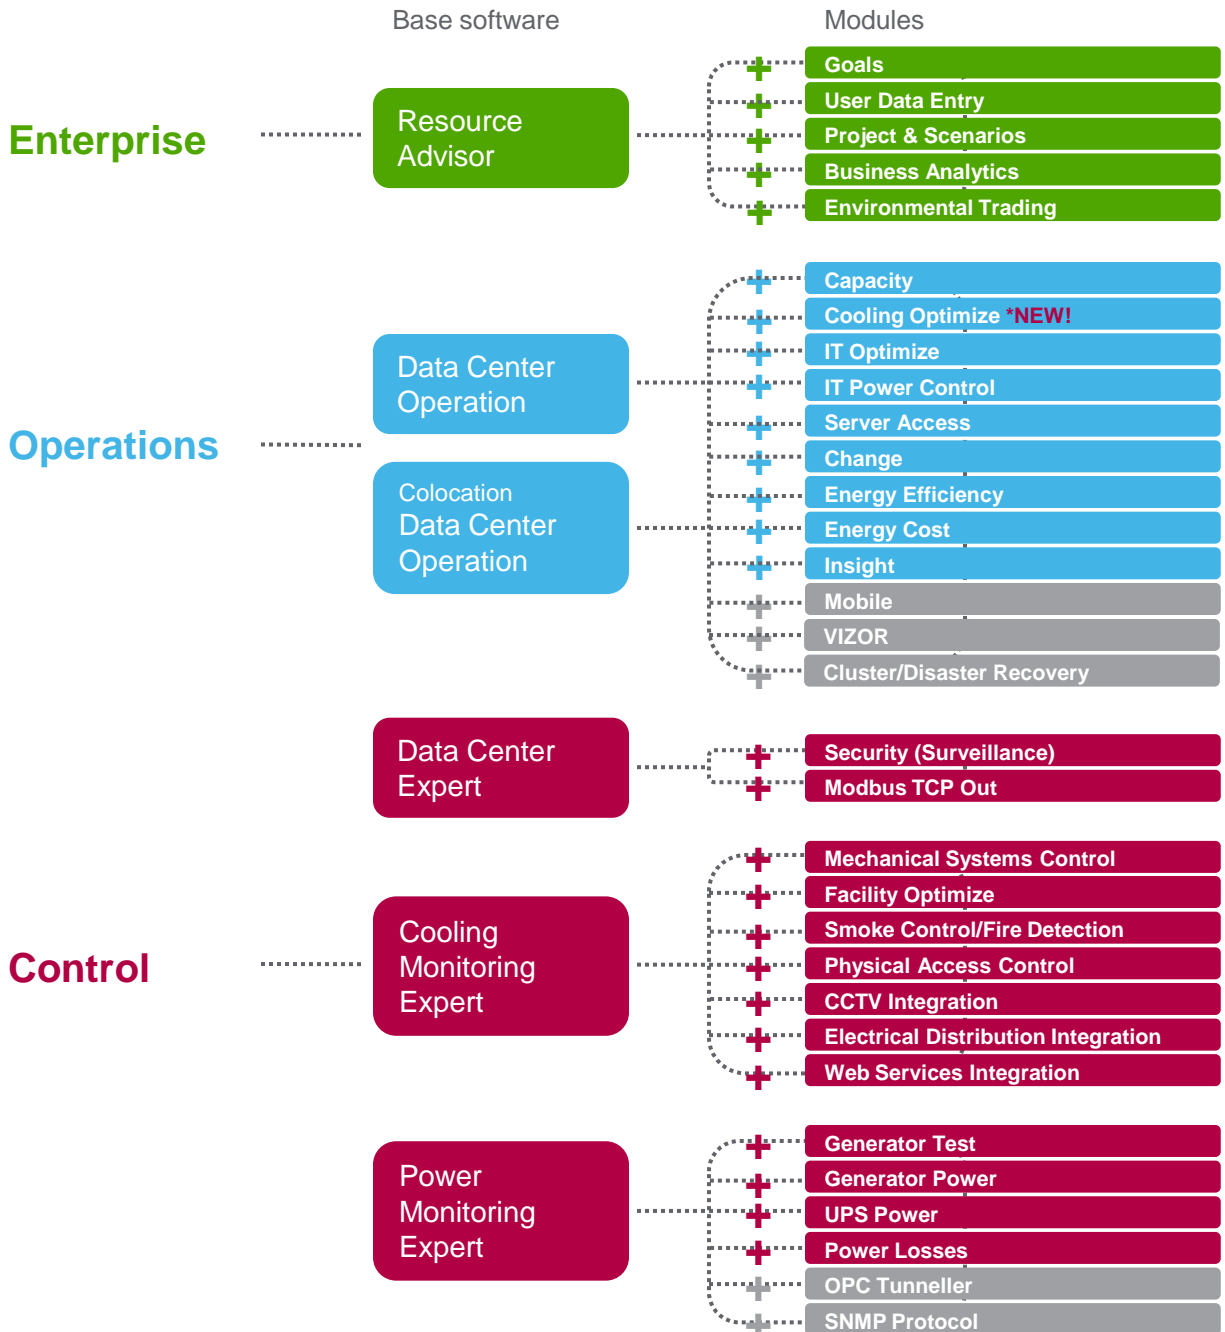 Base software
Modules
Enterprise
Resource
Advisor
Goals
User Data Entry
Project & Scenarios
Business Analytics
Environmental Trading
Operations
Data Center
Operation
Colocation
Data Center
Operation
Capacity
Cooling Optimize *NEW!
IT Optimize
IT Power Control
Server Access
Change
Energy Efficiency
Energy Cost
Insight
Mobile
VIZOR
Cluster/Disaster Recovery
Control
Data Center
Expert
Security (Surveillance)
Modbus TCP Out
Cooling
Monitoring
Expert
Mechanical Systems Control
Facility Optimize
Smoke Control/Fire Detection
Physical Access Control
CCTV Integration
Electrical Distribution Integration
Web Services Integration
Power
Monitoring
Expert
Generator Test
Generator Power
UPS Power
Power Losses
OPC Tunneller
SNMP Protocol